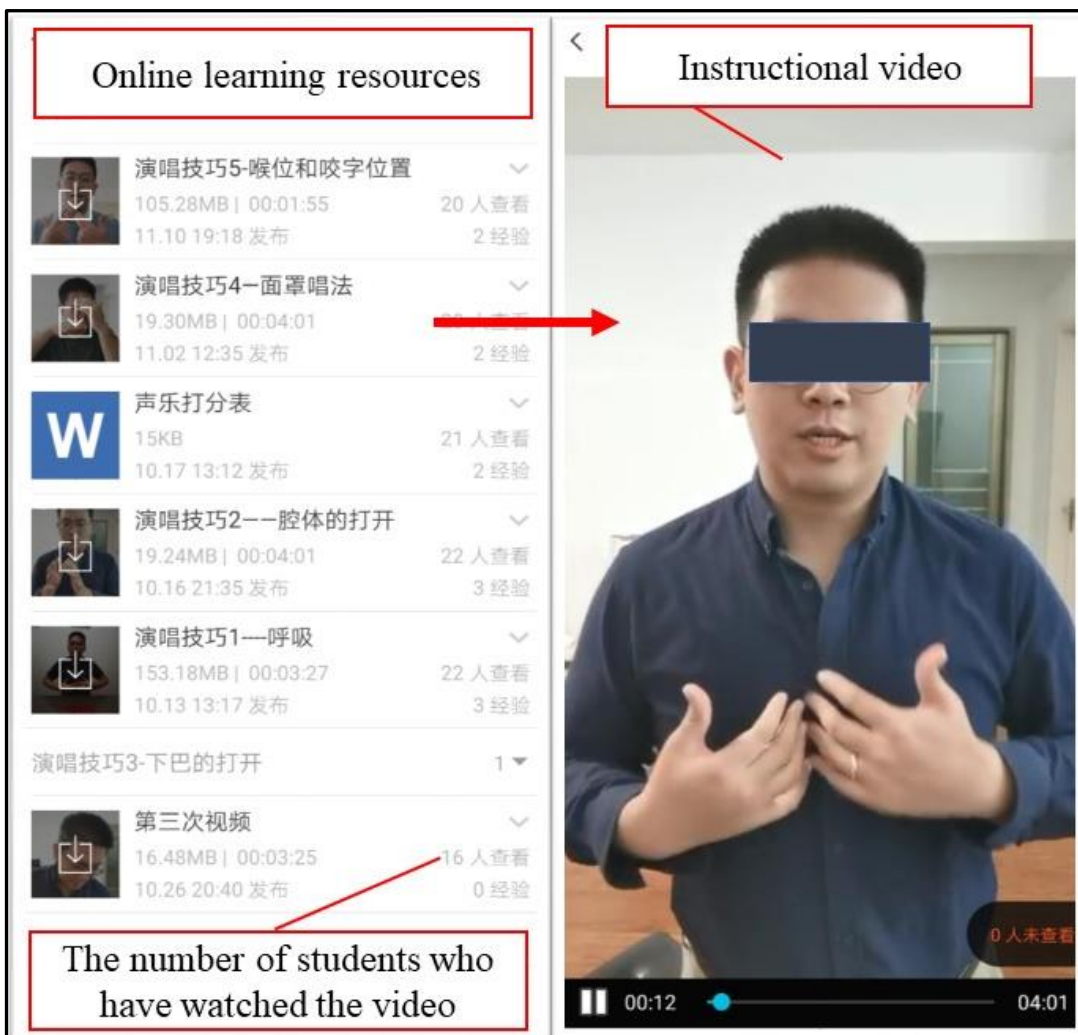 Online learning resources
演唱技巧5-喉位和咬字位置
105.28MB | 00:01:55 20 人查看
11.10 19:18 发布 2 经验
演唱技巧4—面罩唱法
19.30MB | 00:04:01
11.02 12:35 发布 2 经验
声乐打分表
W
15KB 21 人查看
10.17 13:12 发布 2 经验
演唱技巧2——腔体的打开
19.24MB | 00:04:01 22 人查看
10.16 21:35 发布 3 经验
演唱技巧1—-呼吸
153.18MB | 00:03:27 22 人查看
10.13 13:17 发布 3 经验
演唱技巧3-下巴的打开 1
第三次视频
16.48MB | 00:03:25 16 人查看
10.26 20:40 发布 0 经验
The number of students who
have watched the video
Instructional video
0 人未查看
00:12 04:01